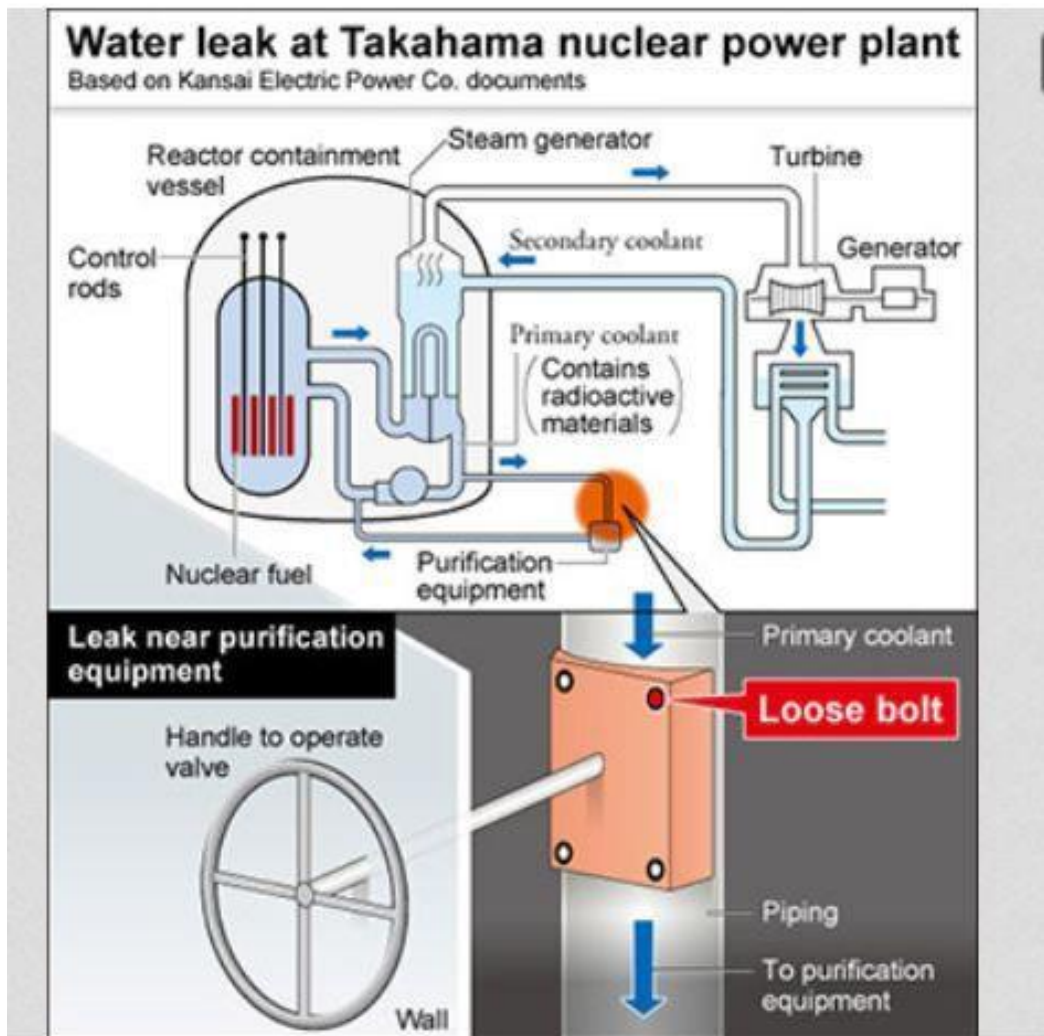 Water leak at Takahama nuclear power plant
Based on Kansai Electric Power Co. documents
Steam generator
Reactor containment
vessel
Turbine
Control
rods
Secondary coolant
Generator
Primary coolant
(Contains
radioactive
materials)
Nuclear fuel
Purification
equipment
Leak near purification
equipment
Primary coolant
Loose bolt
Handle to operate
valve
Piping
To purification
equipment
Wall